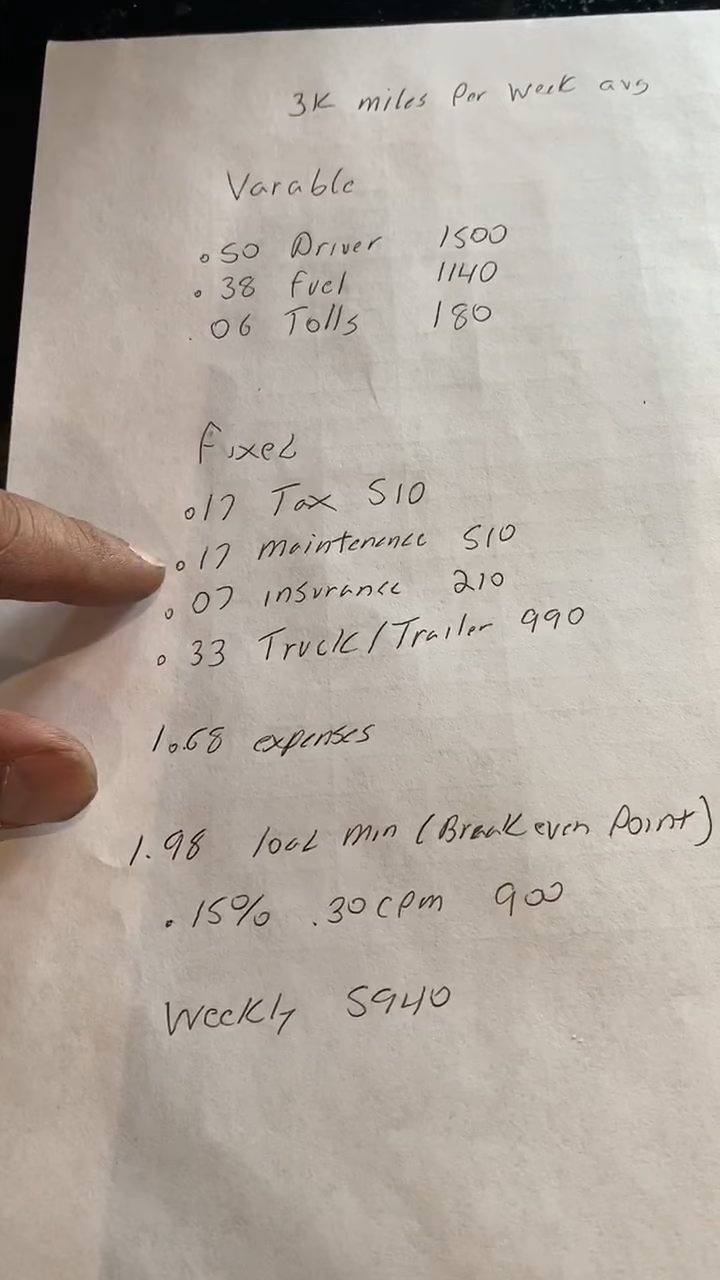 3K miles Per Week avg
Varable
.50 Driver 1500
.38 fuel 1140
.06 Tolls 180
Fixed
.17 Tax 510
.17 maintenence 510
.07 insurance 210
.33 Truck/Trailer 990
1.68 expenses
1.98 load min (Break even Point)
.15% .30 cpm 900
Weekly 5940